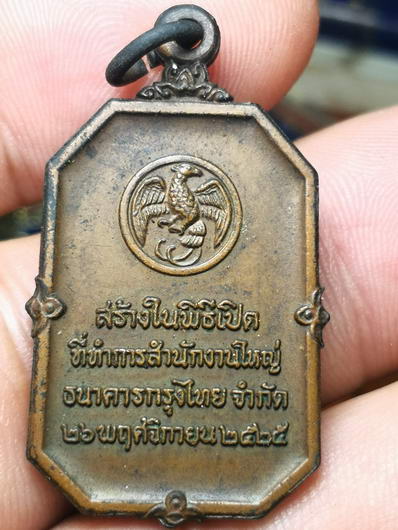 สร้างในพิธีเปิด
ที่ทำการสำนักงานใหญ่
ธนาคารกรุงไทย จำกัด
๒๖ พฤศจิกายน ๒๕๒๕